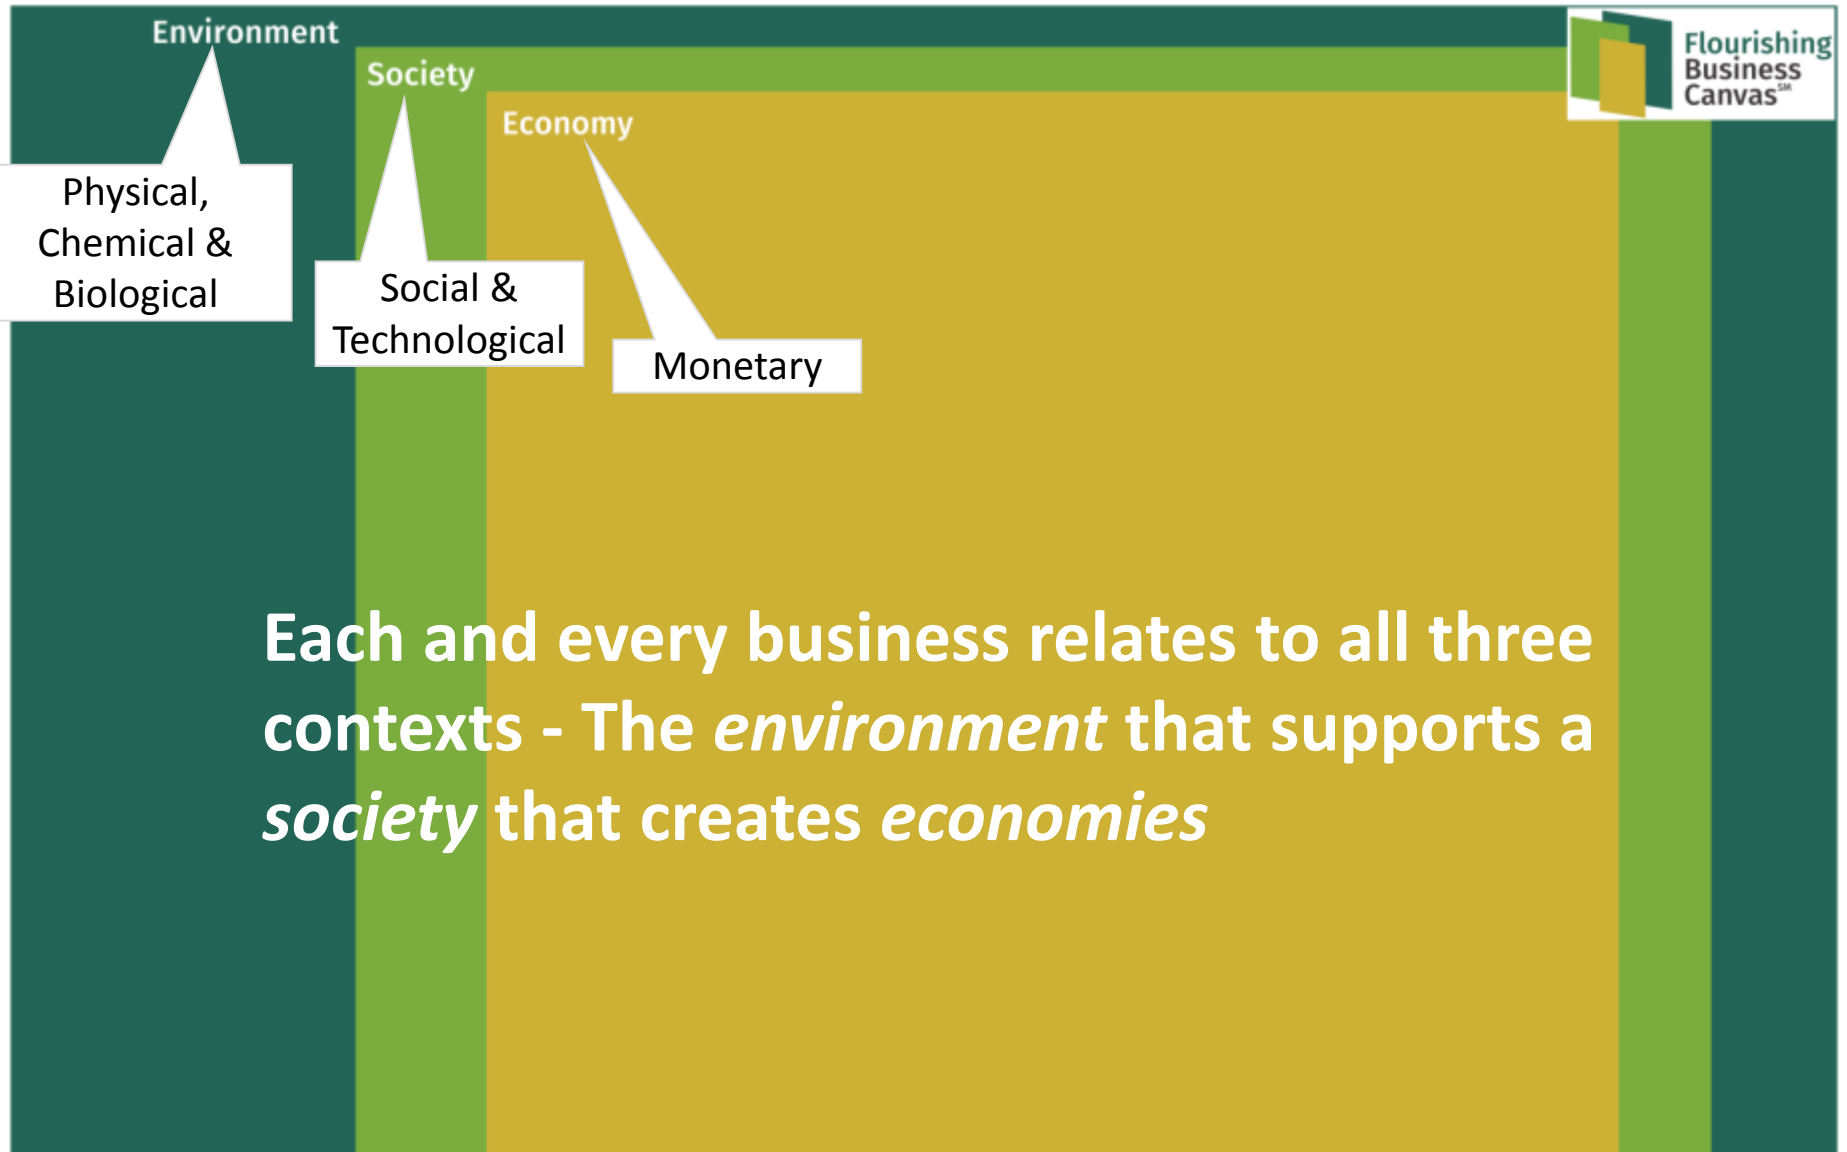 Environment
Society
Economy
Flourishing
Business
Canvas℠
Physical,
Chemical &
Biological
Social &
Technological
Monetary
Each and every business relates to all three
contexts - The environment that supports a
society that creates economies